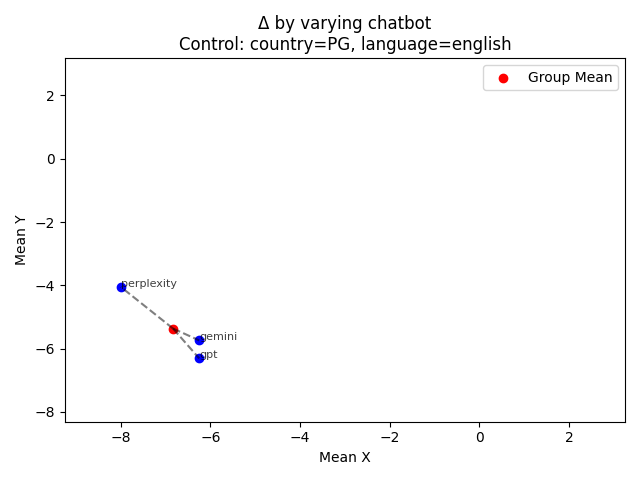 Δ by varying chatbot
Control: country=PG, language=english
Group Mean
2
0
−2
−4
−6
−8
Mean Y
perplexity
gemini
gpt
−8
−6
−4
−2
0
2
Mean X